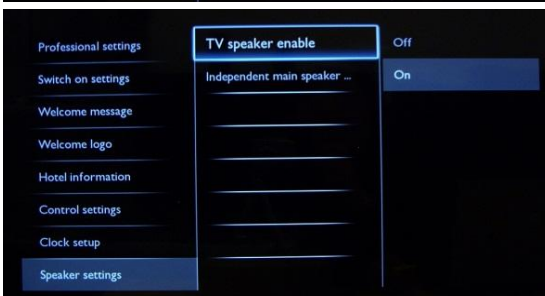 Professional settings
Switch on settings
Welcome message
Welcome logo
Hotel information
Control settings
Clock setup
Speaker settings
TV speaker enable
Independent main speaker ...
Off
On